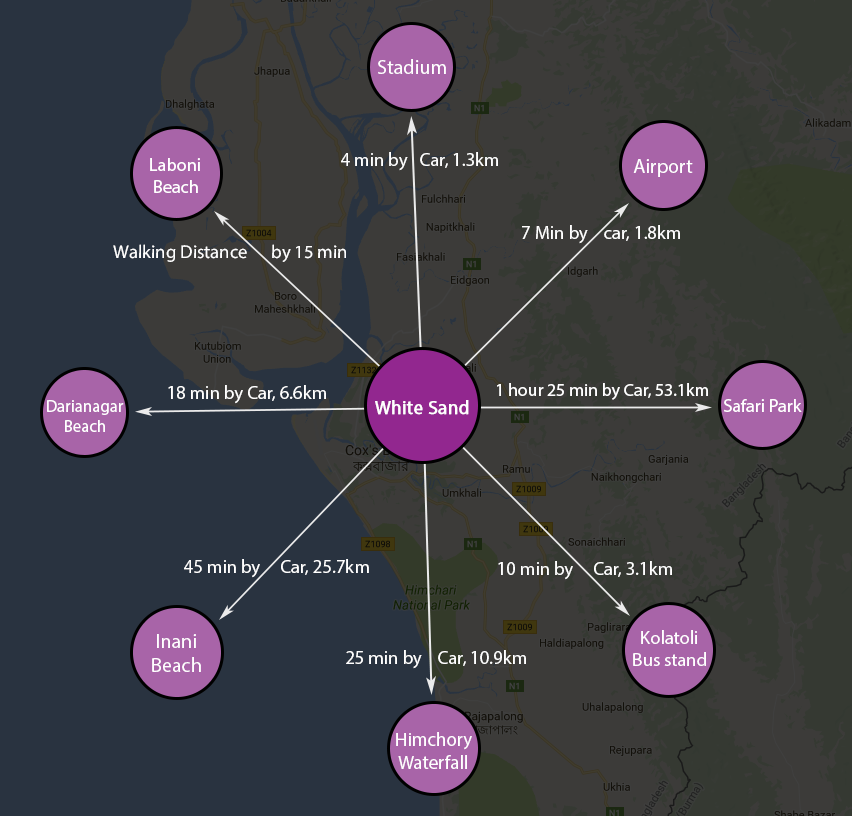 Jhapua
Stadium
Dhalghata
N1
Alikadam
Laboni
Beach
4 min by Car, 1.3km
Airport
Fulchhari
Z1004
Napitkhali
7 Min by car, 1.8km
Walking Distance by 15 min
N1
Idgarh
Eidgaon
Boro
Maheshkhali
Kutubjom
Union
Darianagar
Beach
18 min by Car, 6.6km
White Sand
1 hour 25 min by Car, 53.1km
Safari Park
N1
কক্সবাজার
Ramu
Garjania
Naikhongchari
Umkhali
Z1009
Bangladesh
Z1098
N1
Sonaichhari
45 min by Car, 25.7km
10 min by Car, 3.1km
Himchari
National Park
Z1009
Haldiapalong
Inani
Beach
Kolatoli
Bus stand
25 min by Car, 10.9km
N1
Himchory
Waterfall
Rajapalong
Uhalapalong
Rejupara
Ukhia
N1